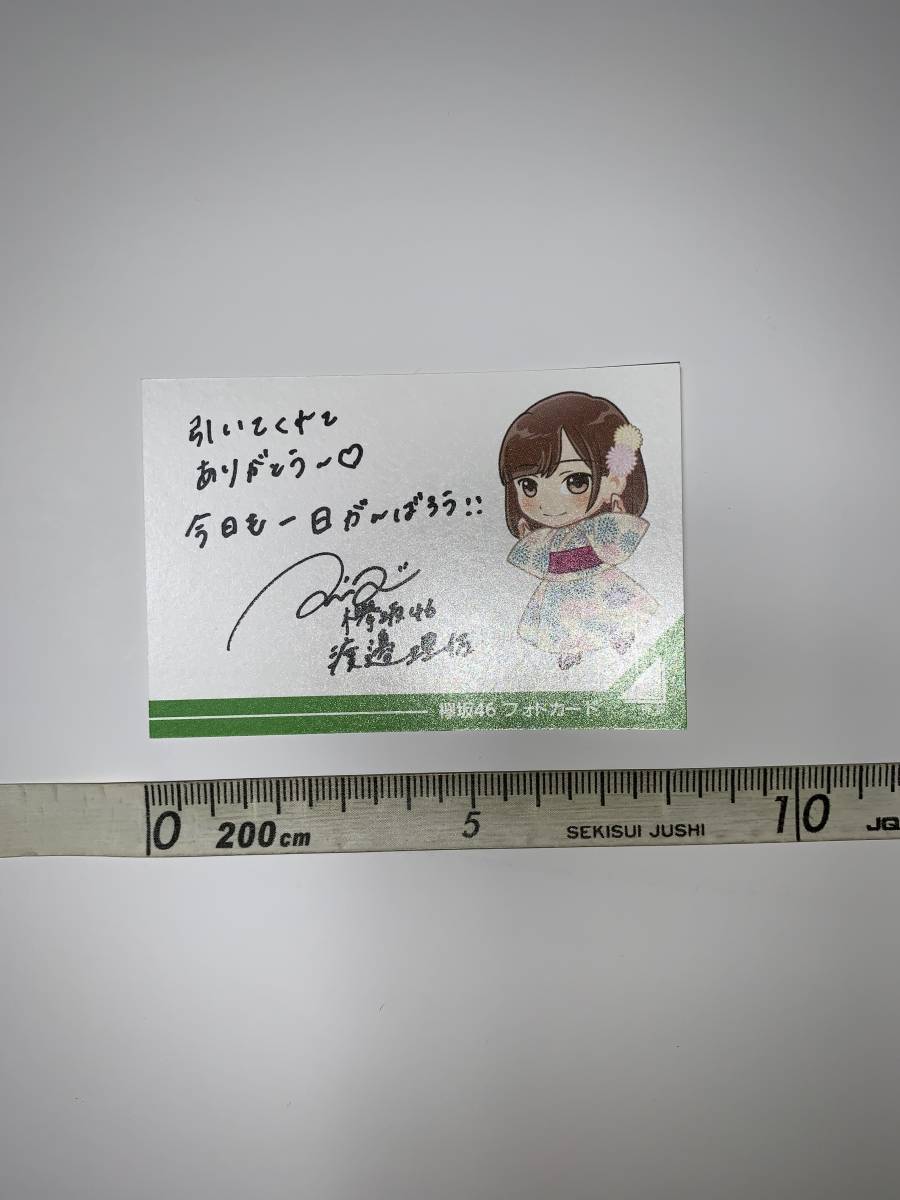 引いてくれて
ありがとう〜♡
今日も一日がんばろう!!
欅坂46
渡邉理佐
欅坂46 フォトカード
0 200cm 5 SEKISUI JUSHI 10 JQ